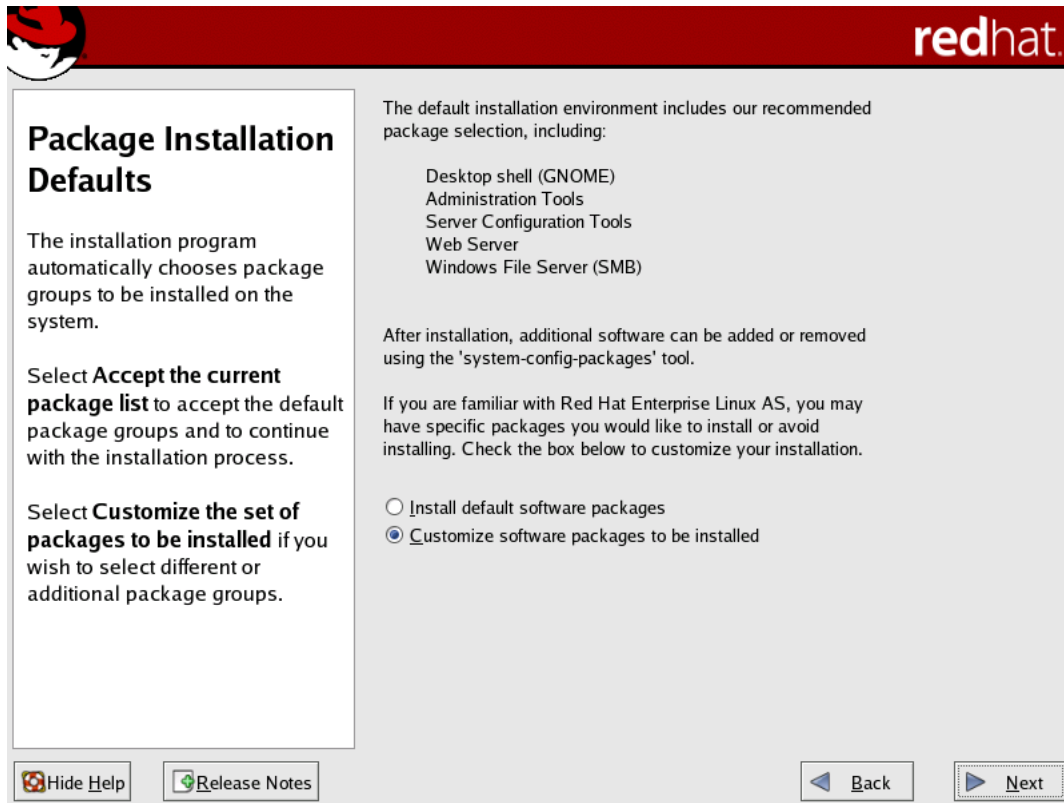 redhat.
Package Installation
Defaults
The installation program
automatically chooses package
groups to be installed on the
system.
Select Accept the current
package list to accept the default
package groups and to continue
with the installation process.
Select Customize the set of
packages to be installed if you
wish to select different or
additional package groups.
The default installation environment includes our recommended
package selection, including:
Desktop shell (GNOME)
Administration Tools
Server Configuration Tools
Web Server
Windows File Server (SMB)
After installation, additional software can be added or removed
using the 'system-config-packages' tool.
If you are familiar with Red Hat Enterprise Linux AS, you may
have specific packages you would like to install or avoid
installing. Check the box below to customize your installation.
Install default software packages
Customize software packages to be installed
Hide Help
Release Notes
Back
Next